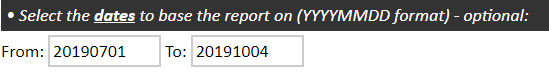 • Select the dates to base the report on (YYYYMMDD format) - optional:
From: 20190701 To: 20191004